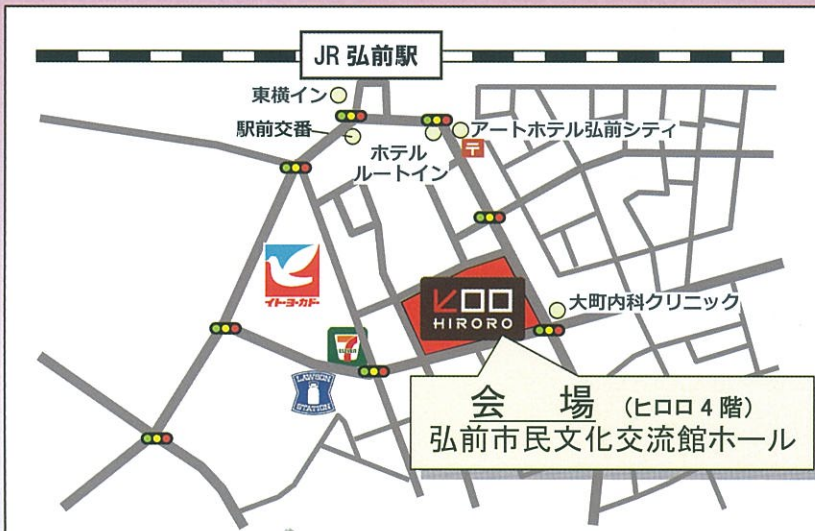 JR 弘前駅
東横イン
駅前交番
ホテル
ルートイン
アートホテル弘前シティ
〒
イトーヨーカドー
ヒロロ
HIRORO
大町内科クリニック
7
ELEVEn
LAWSON
STATION
会　場 (ヒロロ 4 階)
弘前市民文化交流館ホール